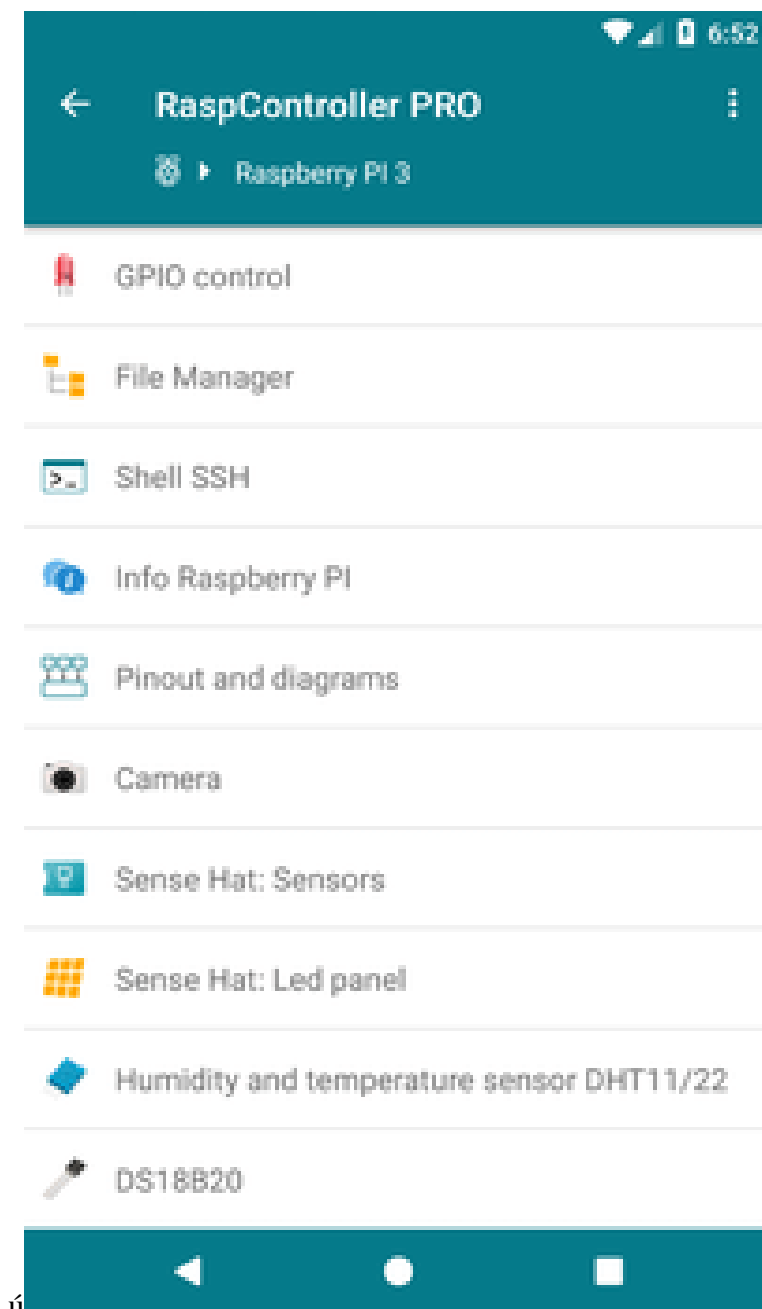 6:52
RaspController PRO
Raspberry PI 3
GPIO control
File Manager
Shell SSH
Info Raspberry PI
Pinout and diagrams
Camera
Sense Hat: Sensors
Sense Hat: Led panel
Humidity and temperature sensor DHT11/22
DS18B20
ú